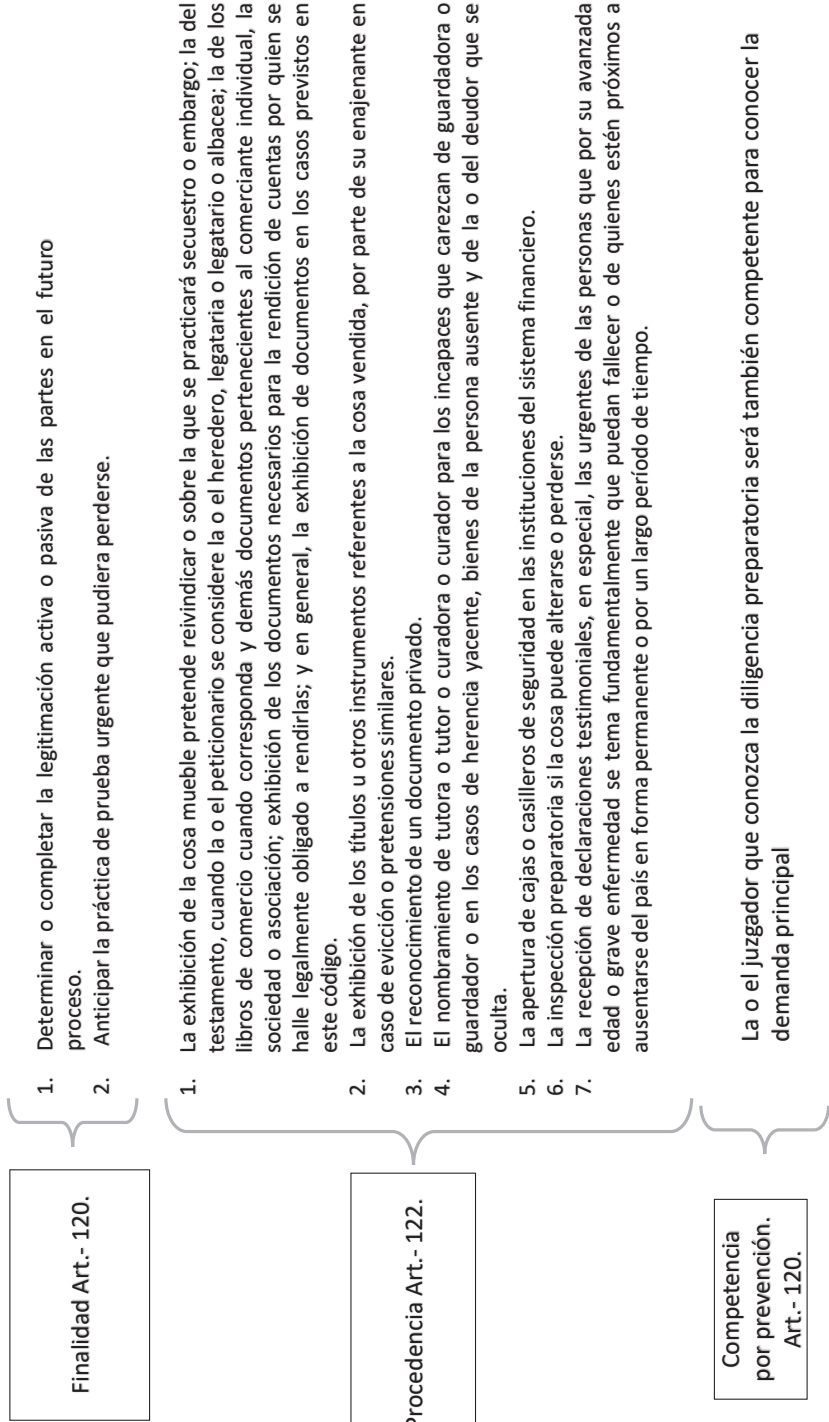 Finalidad Art.- 120.
1. Determinar o completar la legitimación activa o pasiva de las partes en el futuro
proceso.
2. Anticipar la práctica de prueba urgente que pudiera perderse.
Procedencia Art.- 122.
1. La exhibición de la cosa mueble pretende reivindicar o sobre la que se practicará secuestro o embargo; la del
testamento, cuando la o el peticionario se considere la o el heredero, legataria o legatario o albacea; la de los
libros de comercio cuando corresponda y demás documentos pertenecientes al comerciante individual, la
sociedad o asociación; exhibición de los documentos necesarios para la rendición de cuentas por quien se
halle legalmente obligado a rendirlas; y en general, la exhibición de documentos en los casos previstos en
este código.
2. La exhibición de los títulos u otros instrumentos referentes a la cosa vendida, por parte de su enajenante en
caso de evicción o pretensiones similares.
3. El reconocimiento de un documento privado.
4. El nombramiento de tutora o tutor o curadora o curador para los incapaces que carezcan de guardadora o
guardador o en los casos de herencia yacente, bienes de la persona ausente y de la o del deudor que se
oculta.
5. La apertura de cajas o casilleros de seguridad en las instituciones del sistema financiero.
6. La inspección preparatoria si la cosa puede alterarse o perderse.
7. La recepción de declaraciones testimoniales, en especial, las urgentes de las personas que por su avanzada
edad o grave enfermedad se tema fundamentalmente que puedan fallecer o de quienes estén próximos a
ausentarse del país en forma permanente o por un largo período de tiempo.
Competencia
por prevención.
Art.- 120.
La o el juzgador que conozca la diligencia preparatoria será también competente para conocer la
demanda principal